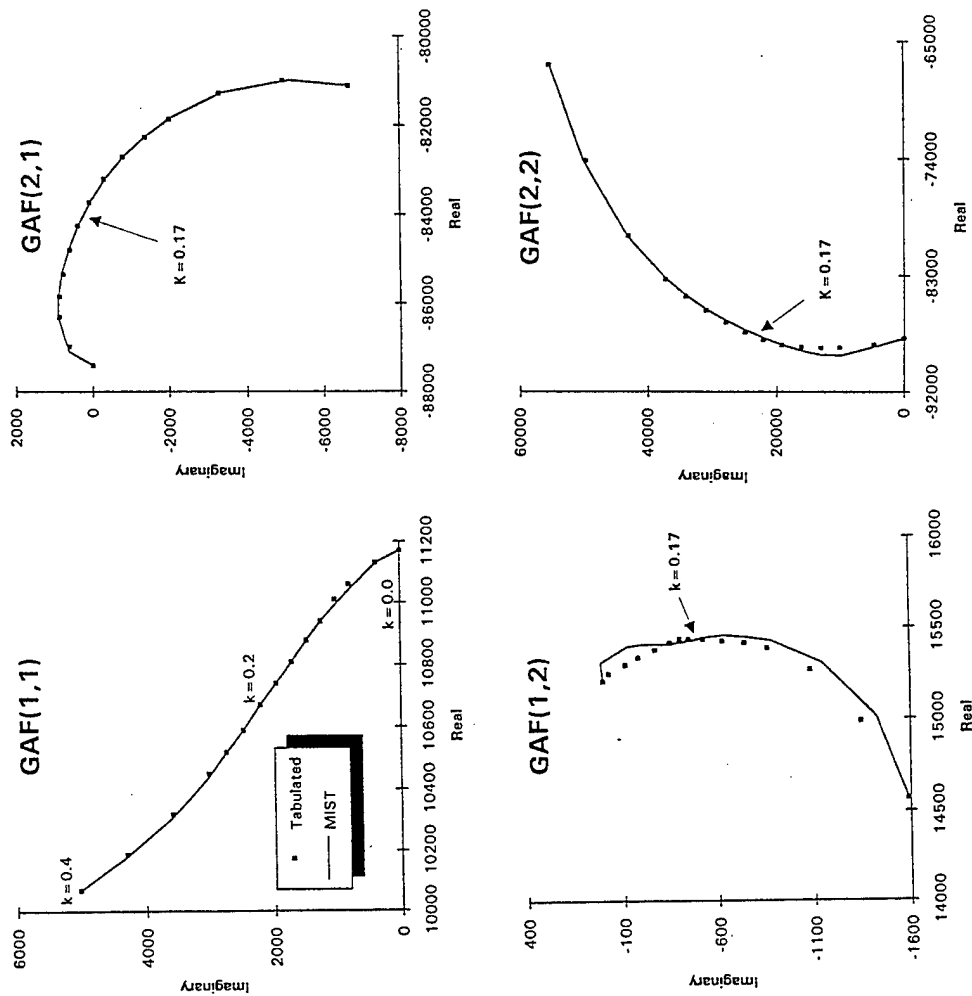 GAF(1,1)
6000
4000
2000
0
Imaginary
k=0.4
k=0.2
k=0.0
Tabulated
MIST
10000
10200
10400
10600
10800
11000
11200
Real
GAF(2,1)
2000
0
-2000
-4000
-6000
-8000
Imaginary
K=0.17
-88000
-86000
-84000
-82000
-80000
Real
GAF(1,2)
400
-100
-600
-1100
-1600
Imaginary
k=0.17
14000
14500
15000
15500
16000
Real
GAF(2,2)
60000
40000
20000
0
Imaginary
K=0.17
-92000
-83000
-74000
-65000
Real